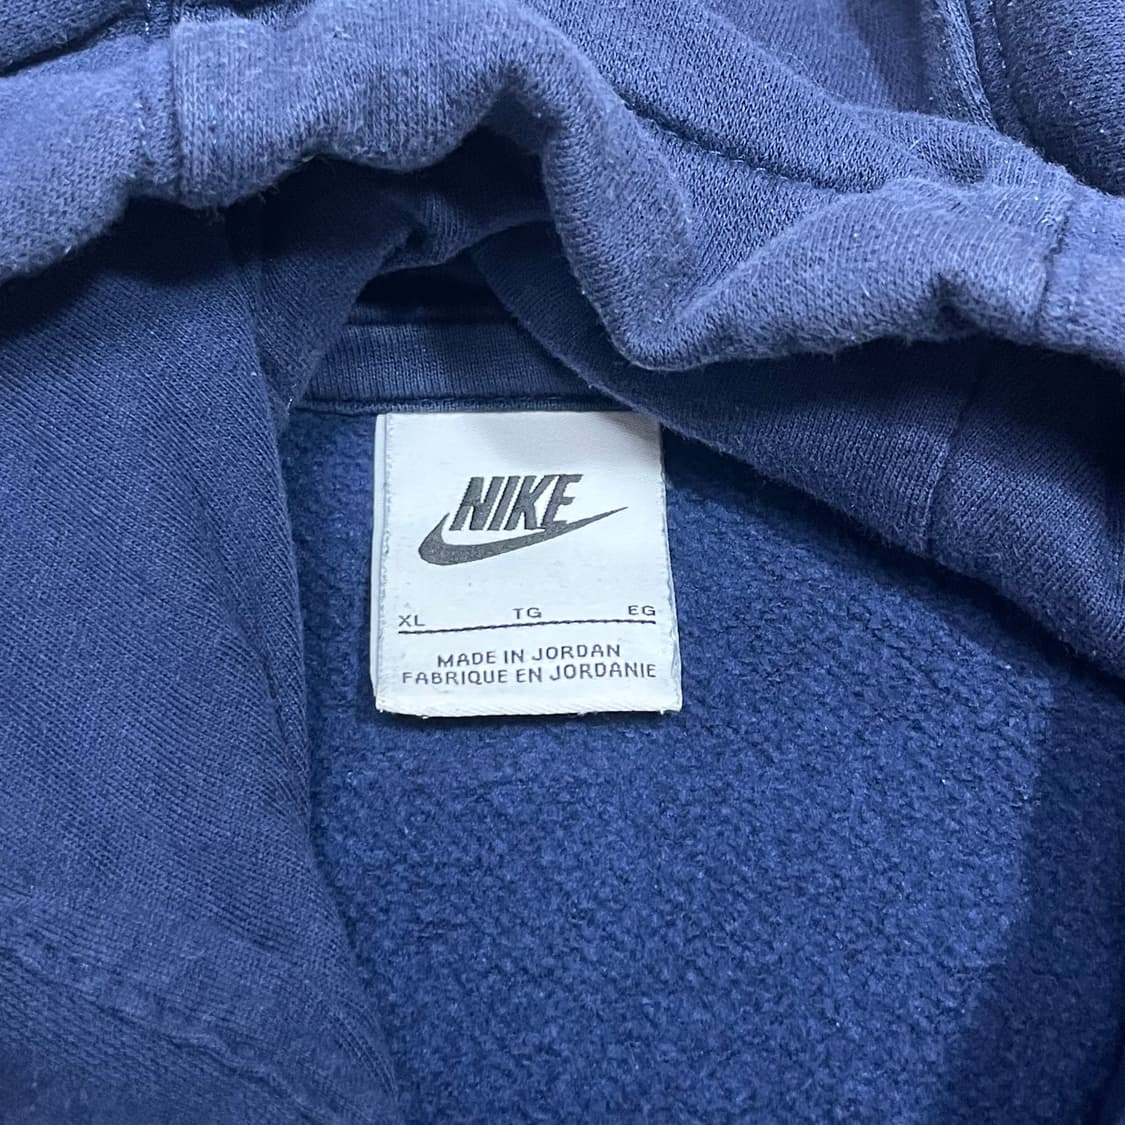 NIKE
XL TG EG
MADE IN JORDAN
FABRIQUE EN JORDANIE